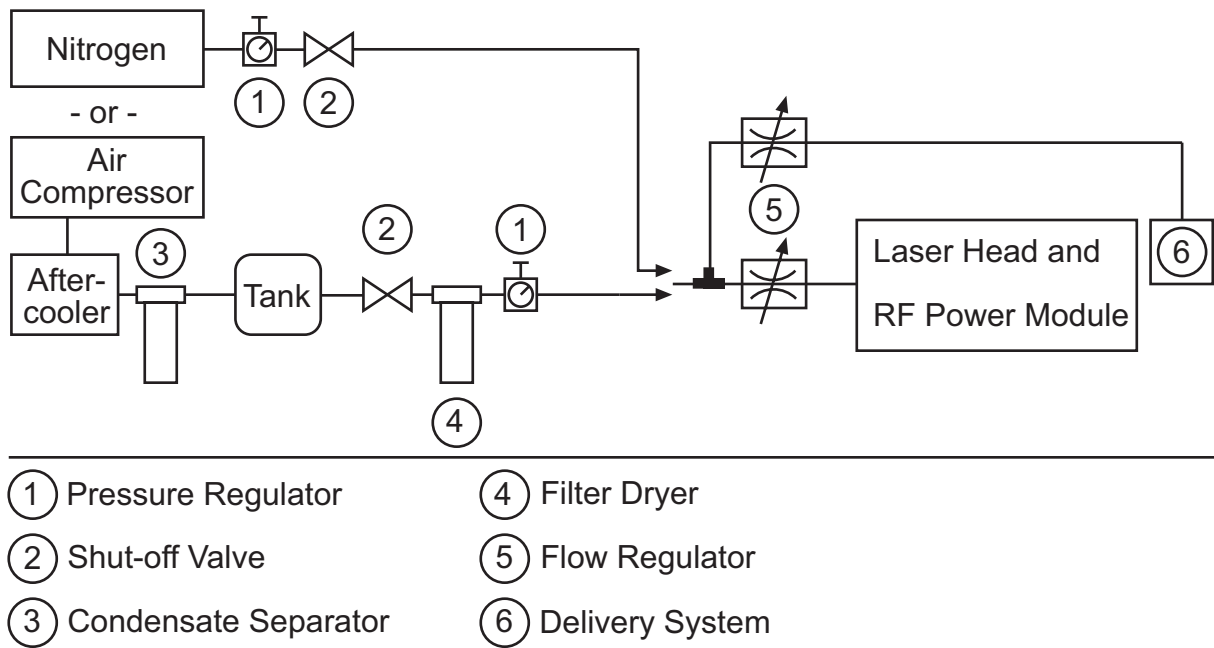 Nitrogen
1
2
- or -
Air
Compressor
After-
cooler
3
Tank
2
4
1
5
Laser Head and
RF Power Module
6
1 Pressure Regulator
2 Shut-off Valve
3 Condensate Separator
4 Filter Dryer
5 Flow Regulator
6 Delivery System